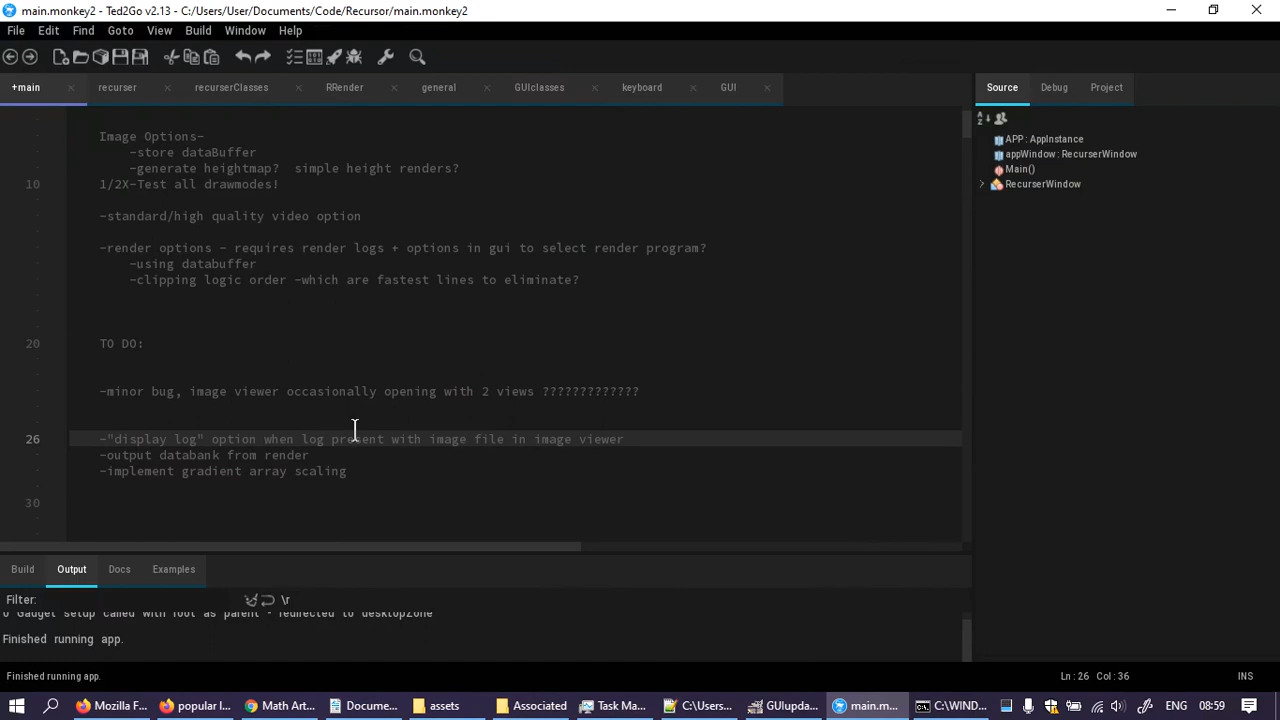 main.monkey2 - Ted2Go v2.13 - C:/Users/User/Documents/Code/Recursor/main.monkey2
File Edit Find Goto View Build Window Help
+main × recurser × recurserClasses × RRender × general × GUIclasses × keyboard × GUI ×
Source Debug Project
Image Options-
-store dataBuffer
-generate heightmap? simple height renders?
10 1/2X-Test all drawmodes!
-standard/high quality video option
-render options - requires render logs + options in gui to select render program?
-using databuffer
-clipping logic order -which are fastest lines to eliminate?
20 TO DO:
-minor bug, image viewer occasionally opening with 2 views ?????????????
26 -"display log" option when log present with image file in image viewer
-output databank from render
-implement gradient array scaling
30
APP : AppInstance
appWindow : RecurserWindow
Main()
RecurserWindow
Build Output Docs Examples
Filter: \r
0 Gadget setup called with root as parent - redirected to desktopZone
Finished running app.
Finished running app. Ln : 26 Col : 36 INS
Mozilla F... popular l... Math Art... Docume... assets Associated Task Ma... C:\Users... GUIupda... main.m... C:\WIND... ENG 08:59